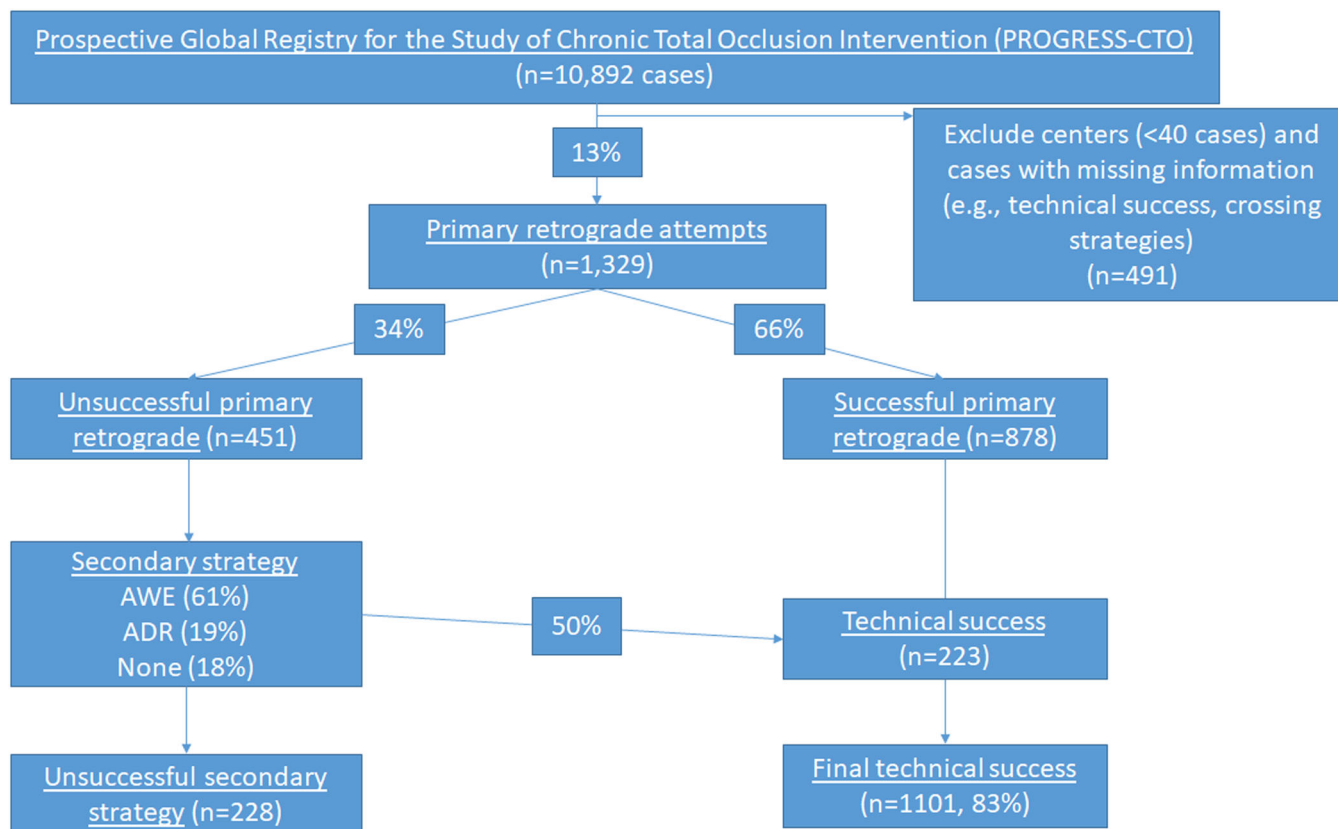 Prospective Global Registry for the Study of Chronic Total Occlusion Intervention (PROGRESS-CTO)
(n=10,892 cases)
Exclude centers (<40 cases) and
cases with missing information
(e.g., technical success, crossing
strategies)
(n=491)
13%
Primary retrograde attempts
(n=1,329)
34%
66%
Unsuccessful primary
retrograde (n=451)
Successful primary
retrograde (n=878)
Secondary strategy
AWE (61%)
ADR (19%)
None (18%)
50%
Technical success
(n=223)
Unsuccessful secondary
strategy (n=228)
Final technical success
(n=1101, 83%)